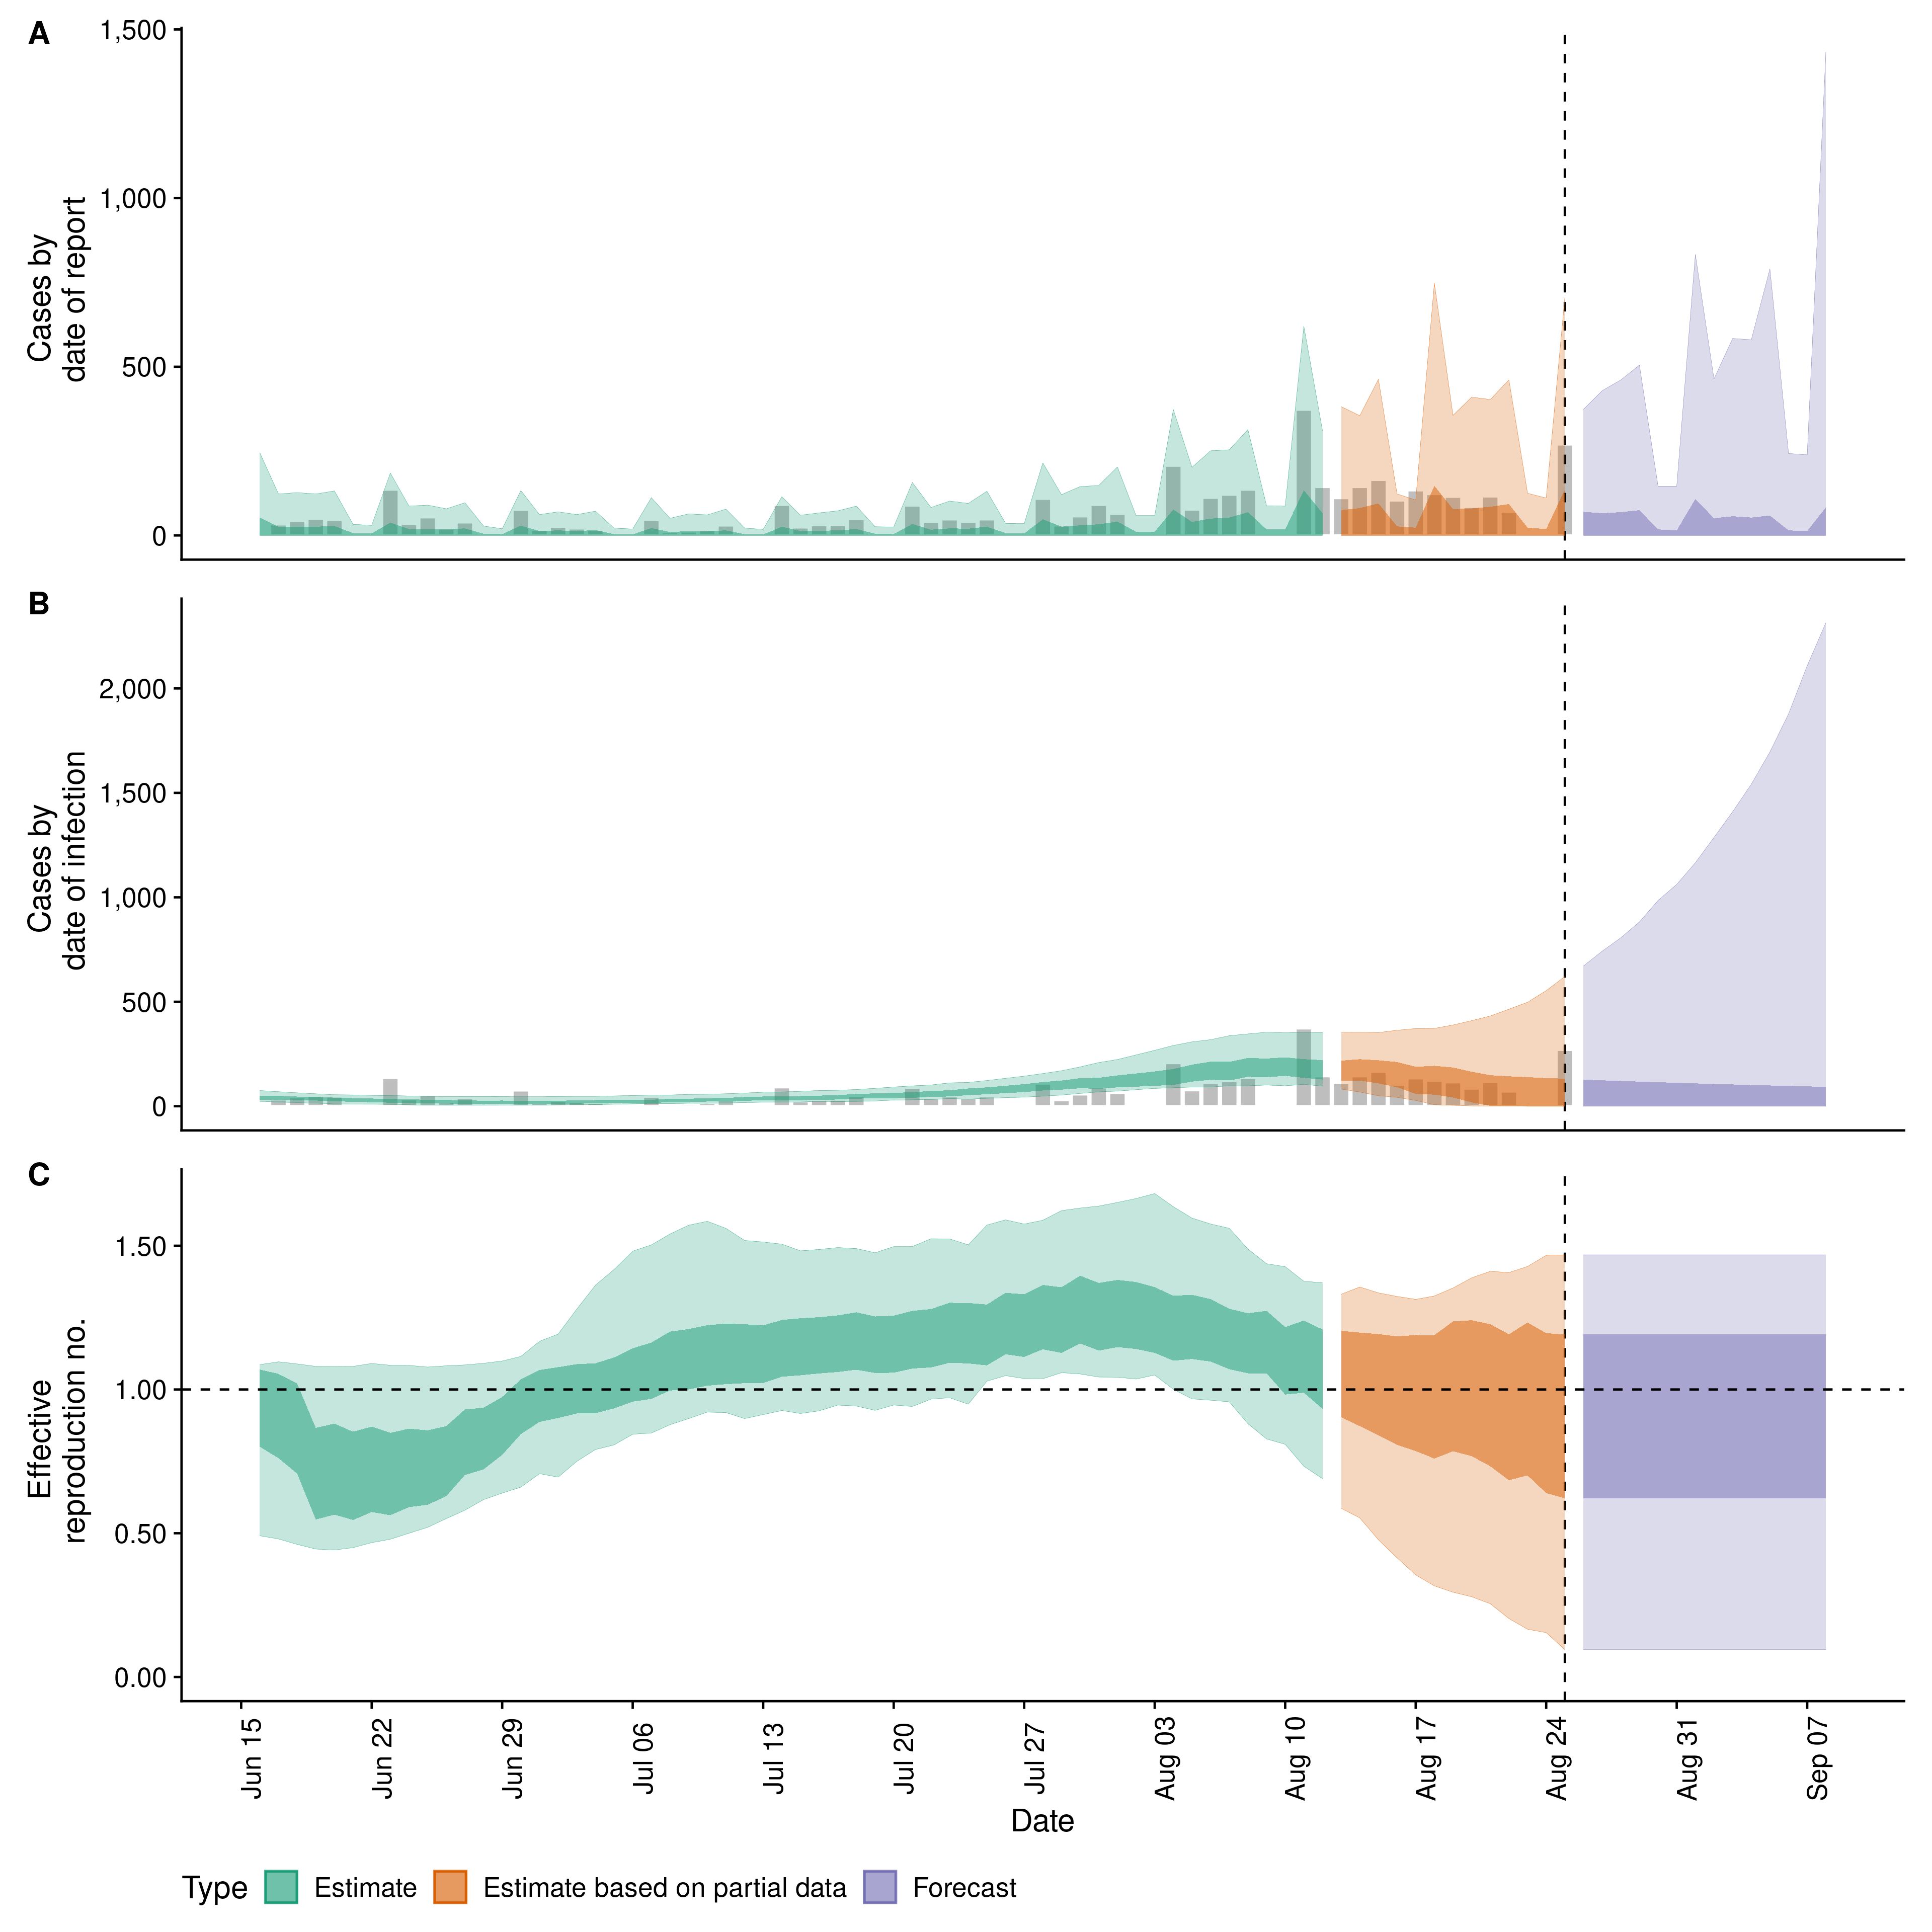 A
Cases by
date of report
1,500
1,000
500
0
B
Cases by
date of infection
2,000
1,500
1,000
500
0
C
Effective
reproduction no.
1.50
1.00
0.50
0.00
Jun 15
Jun 22
Jun 29
Jul 06
Jul 13
Jul 20
Jul 27
Aug 03
Aug 10
Aug 17
Aug 24
Aug 31
Sep 07
Date
Type Estimate Estimate based on partial data Forecast